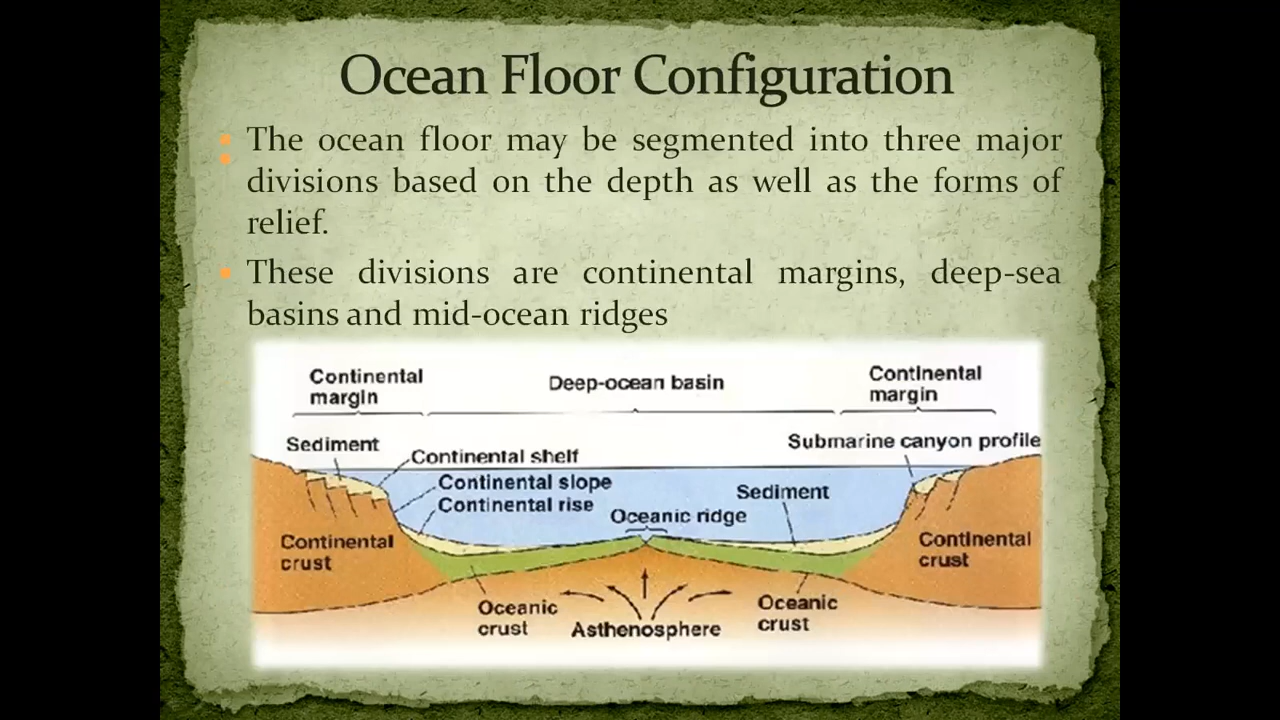 Ocean Floor Configuration
The ocean floor may be segmented into three major
divisions based on the depth as well as the forms of
relief.
These divisions are continental margins, deep-sea
basins and mid-ocean ridges
Continental
margin
Deep-ocean basin
Continental
margin
Sediment
Continental shelf
Submarine canyon profile
Continental slope
Continental rise
Sediment
Oceanic ridge
Continental
crust
Continental
crust
Oceanic
crust
Asthenosphere
Oceanic
crust